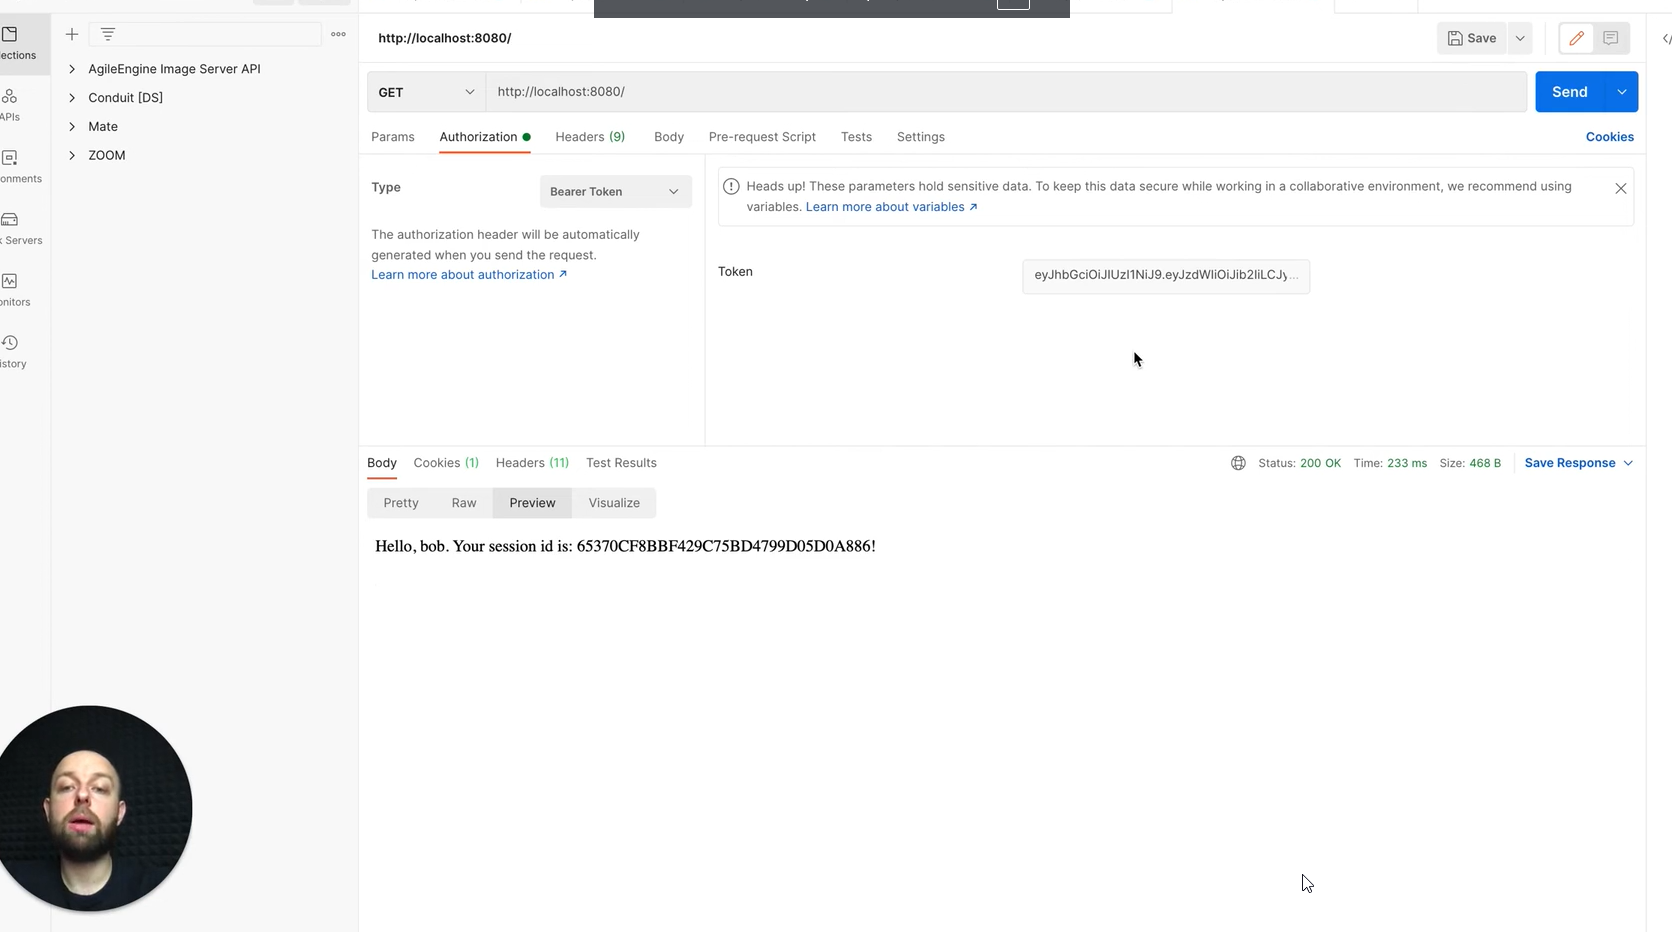 http://localhost:8080/
Save
lections
AgileEngine Image Server API
GET
http://localhost:8080/
Send
APIs
Conduit [DS]
Mate
Params
Authorization
Headers (9)
Body
Pre-request Script
Tests
Settings
Cookies
onments
ZOOM
Type
Bearer Token
Heads up! These parameters hold sensitive data. To keep this data secure while working in a collaborative environment, we recommend using
variables. Learn more about variables ↗
k Servers
The authorization header will be automatically
generated when you send the request.
Learn more about authorization ↗
Token
onitors
istory
Body
Cookies (1)
Headers (11)
Test Results
Status: 200 OK
Time: 233 ms
Size: 468 B
Save Response
Pretty
Raw
Preview
Visualize
Hello, bob. Your session id is: 65370CF8BBF429C75BD4799D05D0A886!